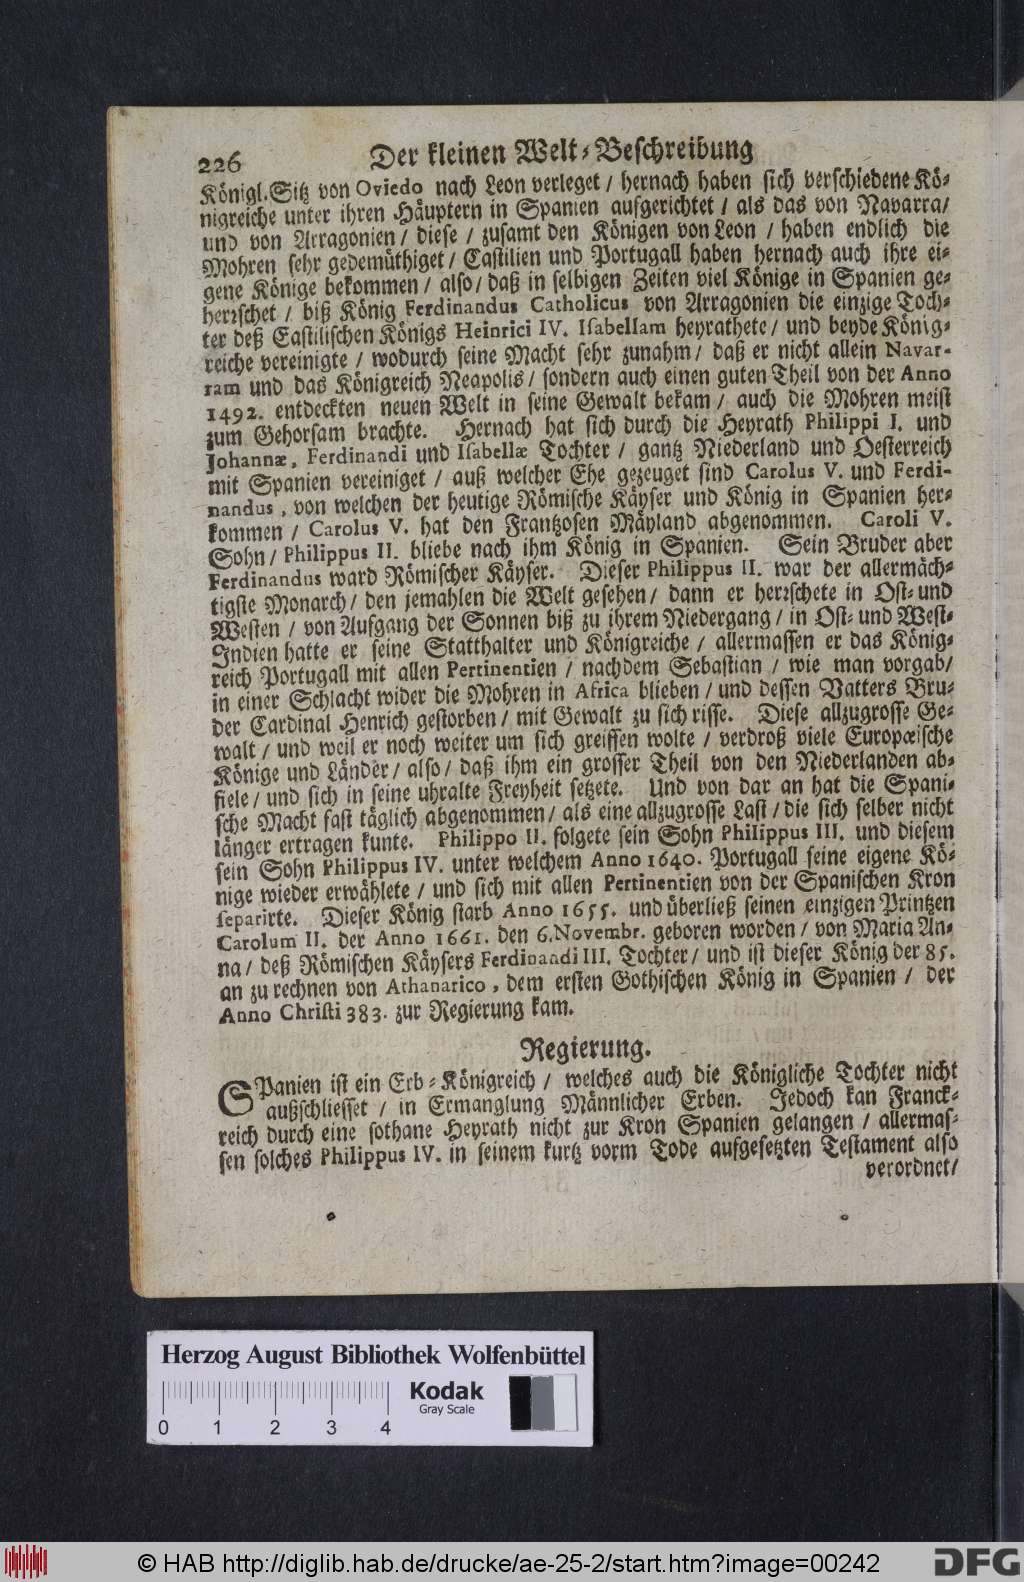 226 Der kleinen Welt-Beschreibung
Königl. Sitz von Oviedo nach Leon verleget / hernach haben sich verschiedene Kö-
nigreiche unter ihren Häuptern in Spanien aufgerichtet / als das von Navarra/
und von Arragonien / diese / zusamt den Königen von Leon / haben endlich die
Mohren sehr gedemüthiget / Castilien und Portugall haben hernach auch ihre ei-
gene Könige bekommen / also / daß in selbigen Zeiten viel Könige in Spanien ge-
herrschet / biß König Ferdinandus Catholicus von Arragonien die einzige Toch-
ter deß Castilischen Königs Heinrici IV. Isabellam heyrathete / und beyde König-
reiche vereinigte / wodurch seine Macht sehr zunahm / daß er nicht allein Navar-
ram und das Königreich Neapolis / sondern auch einen guten Theil von der Anno
1492. entdeckten neuen Welt in seine Gewalt bekam / auch die Mohren meist
zum Gehorsam brachte. Hernach hat sich durch die Heyrath Philippi I. und
Johannæ, Ferdinandi und Isabellæ Tochter / gantz Niederland und Oesterreich
mit Spanien vereiniget / auß welcher Ehe gezeuget sind Carolus V. und Ferdi-
nandus, von welchen der heutige Römische Käyser und König in Spanien her-
kommen / Carolus V. hat den Frantzosen Mäyland abgenommen. Caroli V.
Sohn / Philippus II. bliebe nach ihm König in Spanien. Sein Bruder aber
Ferdinandus ward Römischer Käyser. Dieser Philippus II. war der allermäch-
tigste Monarch / den jemahlen die Welt gesehen / dann er herrschete in Ost- und
Westen / von Aufgang der Sonnen biß zu ihrem Niedergang / in Ost- und West-
Indien hatte er seine Statthalter und Königreiche / allermassen er das König-
reich Portugall mit allen Pertinentien / nachdem Sebastian / wie man vorgab/
in einer Schlacht wider die Mohren in Africa blieben / und dessen Vatters Bru-
der Cardinal Henrich gestorben / mit Gewalt zu sich risse. Diese allzugrosse Ge-
walt / und weil er noch weiter um sich greiffen wolte / verdroß viele Europæische
Könige und Länder / also / daß ihm ein grosser Theil von den Niederlanden ab-
fiele / und sich in seine uhralte Freyheit setzete. Und von dar an hat die Spani-
sche Macht fast täglich abgenommen / als eine allzugrosse Last / die sich selber nicht
länger ertragen kunte. Philippo II. folgete sein Sohn Philippus III. und diesem
sein Sohn Philippus IV. unter welchem Anno 1640. Portugall seine eigene Kö-
nige wieder erwählete / und sich mit allen Pertinentien von der Spanischen Kron
separirte. Dieser König starb Anno 1655. und überließ seinen einzigen Printzen
Carolum II. der Anno 1661. den 6. Novembr. geboren worden / von Maria An-
na / deß Römischen Käysers Ferdinandi III. Tochter / und ist dieser König der 85.
an zu rechnen von Athanarico, dem ersten Gothischen König in Spanien / der
Anno Christi 383. zur Regierung kam.
Regierung.
SPanien ist ein Erb-Königreich / welches auch die Königliche Tochter nicht
außschliesset / in Ermanglung Männlicher Erben. Jedoch kan Franck-
reich durch eine sothane Heyrath nicht zur Kron Spanien gelangen / allermas-
sen solches Philippus IV. in seinem kurtz vorm Tode aufgesetzten Testament also
verordnet/
Herzog August Bibliothek Wolfenbüttel
Kodak
Gray Scale
0 1 2 3 4
© HAB http://diglib.hab.de/drucke/ae-25-2/start.htm?image=00242
DFG